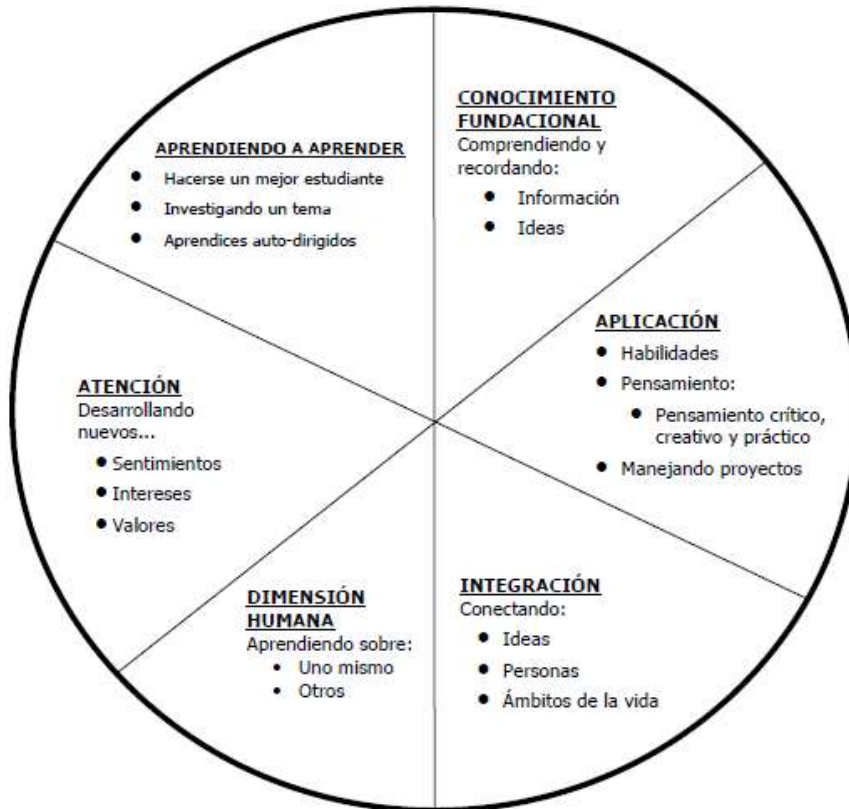 CONOCIMIENTO
FUNDACIONAL
Comprendiendo y
recordando:
● Información
● Ideas
APLICACIÓN
● Habilidades
● Pensamiento:
● Pensamiento crítico,
creativo y práctico
● Manejando proyectos
INTEGRACIÓN
Conectando:
● Ideas
● Personas
● Ámbitos de la vida
DIMENSIÓN
HUMANA
Aprendiendo sobre:
• Uno mismo
• Otros
ATENCIÓN
Desarrollando
nuevos...
● Sentimientos
● Intereses
● Valores
APRENDIENDO A APRENDER
● Hacerse un mejor estudiante
● Investigando un tema
● Aprendices auto-dirigidos